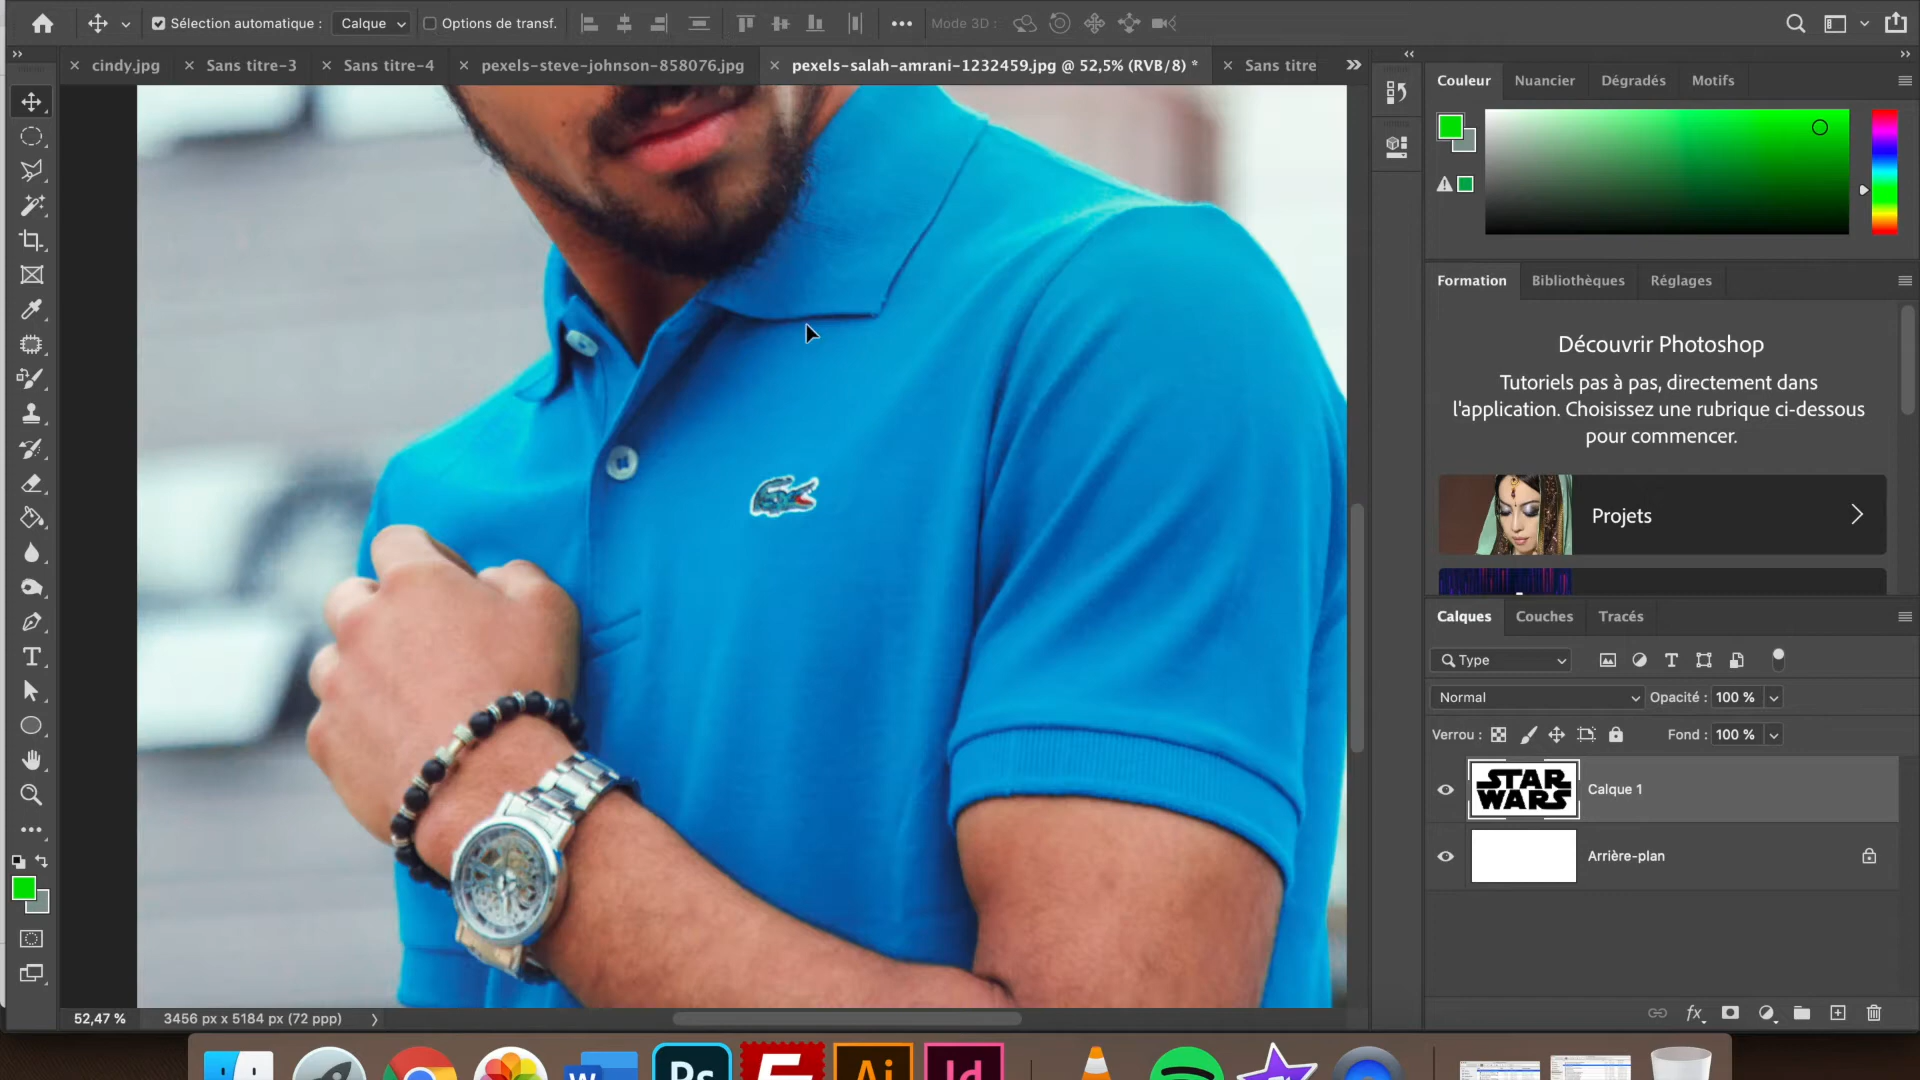 Sélection automatique :
Calque
Options de transf.
Mode 3D :
cindy.jpg
Sans titre-3
Sans titre-4
pexels-steve-johnson-858076.jpg
pexels-salah-amrani-1232459.jpg @ 52,5% (RVB/8) *
Sans titre
Couleur
Nuancier
Dégradés
Motifs
Formation
Bibliothèques
Réglages
Découvrir Photoshop
Tutoriels pas à pas, directement dans
l'application. Choisissez une rubrique ci-dessous
pour commencer.
Projets
Calques
Couches
Tracés
Type
Normal
Opacité :
100 %
Verrou :
Fond :
100 %
STAR
WARS
Calque 1
Arrière-plan
fx
52,47 %
3456 px x 5184 px (72 ppp)
W
Ps
F
Ai
Id